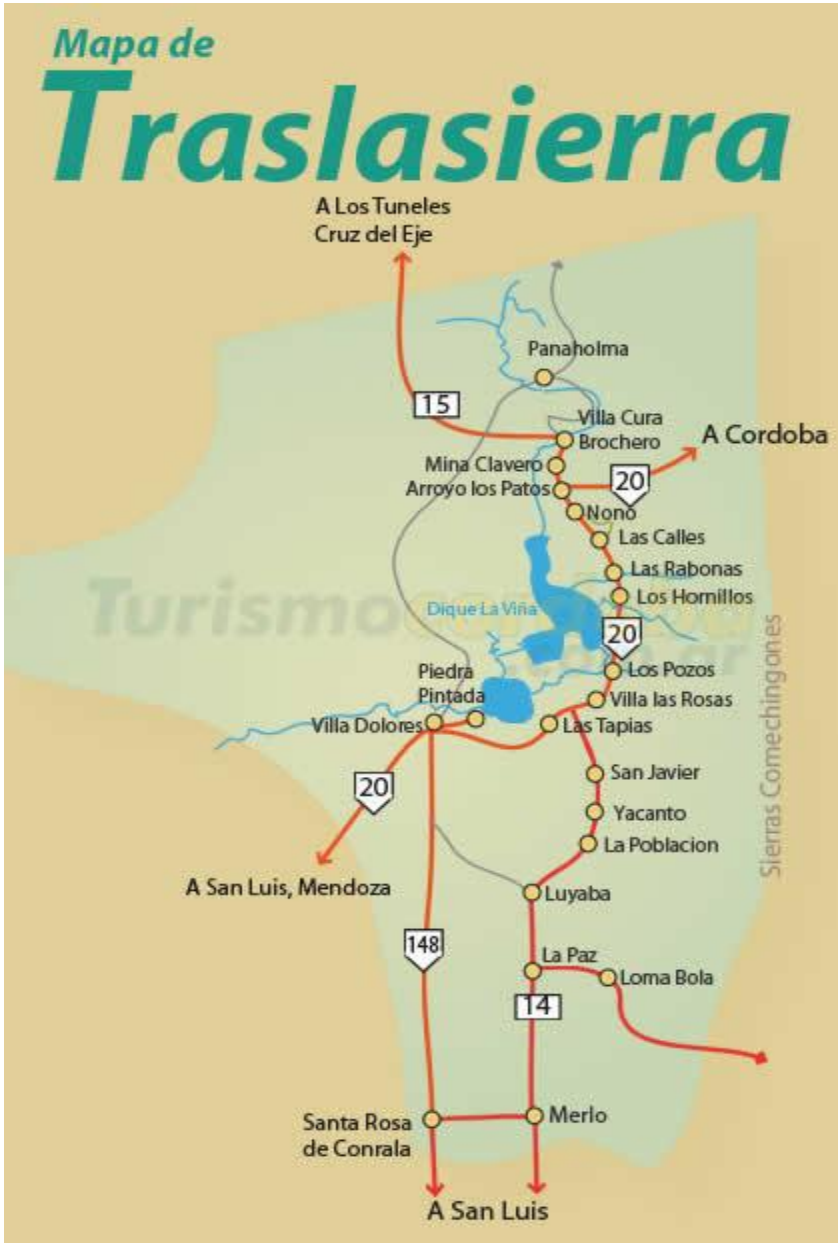 Mapa de
Traslasierra
A Los Tuneles
Cruz del Eje
Panaholma
15
Villa Cura
Brochero
A Cordoba
Mina Clavero
20
Arroyo los Patos
Nono
Las Calles
Las Rabonas
Los Hornillos
Dique La Viña
20
Los Pozos
Piedra
Pintada
Villa las Rosas
Villa Dolores
Las Tapias
San Javier
20
Yacanto
La Poblacion
Sierras Comechingones
A San Luis, Mendoza
Luyaba
148
La Paz
Loma Bola
14
Merlo
Santa Rosa
de Conrala
A San Luis